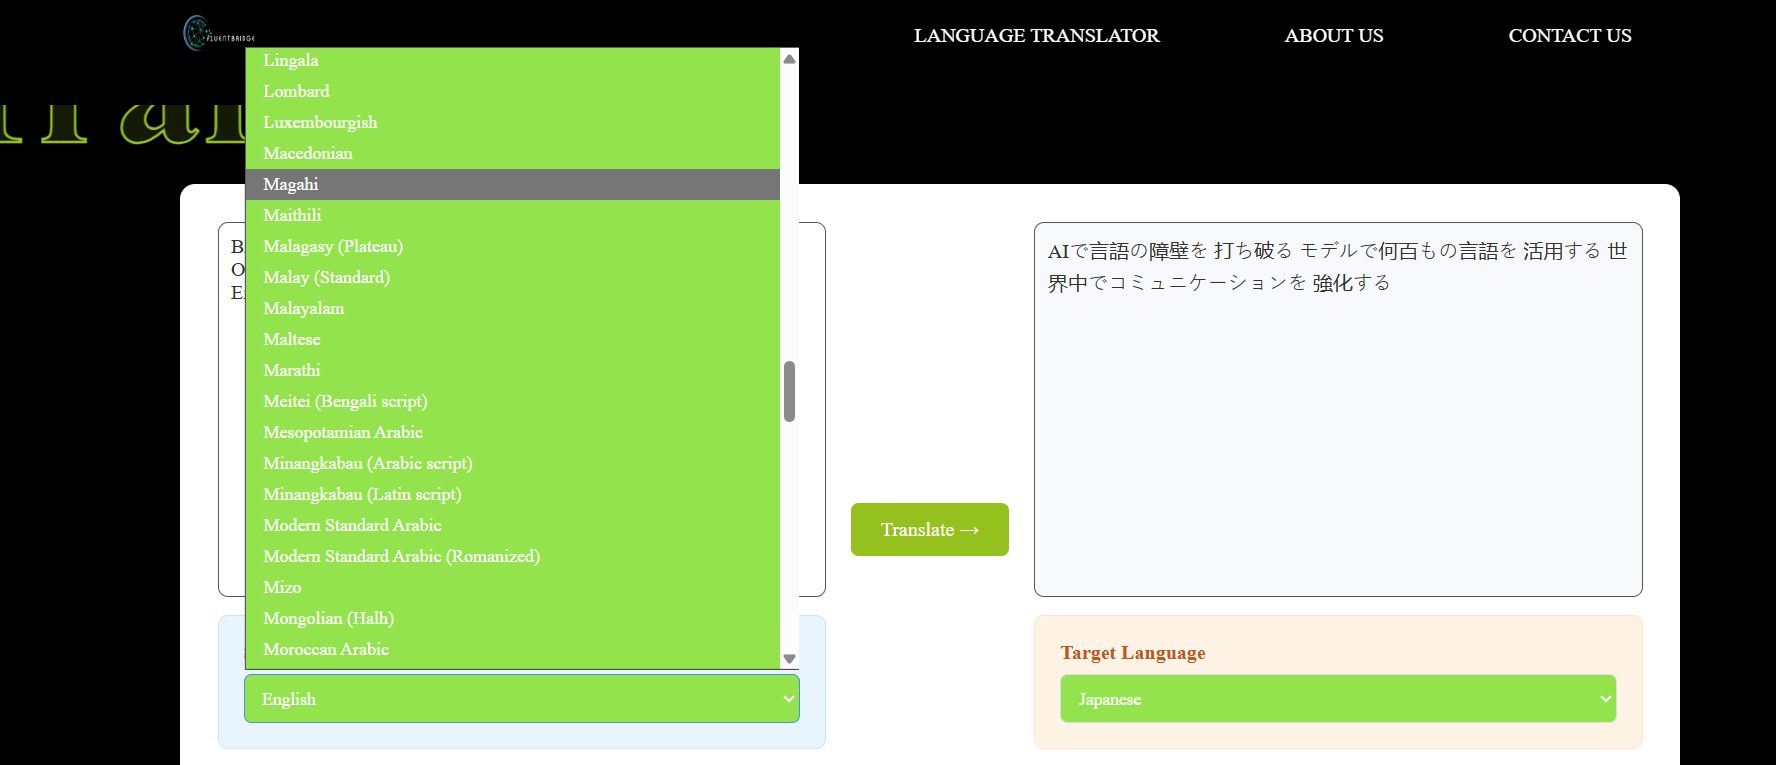 FLUENTBRIDGE
LANGUAGE TRANSLATOR
ABOUT US
CONTACT US
Lingala
Lombard
Luxembourgish
Macedonian
Magahi
Maithili
Malagasy (Plateau)
Malay (Standard)
Malayalam
Maltese
Marathi
Meitei (Bengali script)
Mesopotamian Arabic
Minangkabau (Arabic script)
Minangkabau (Latin script)
Modern Standard Arabic
Modern Standard Arabic (Romanized)
Mizo
Mongolian (Halh)
Moroccan Arabic
English
Translate →
AIで言語の障壁を 打ち破る モデルで何百もの言語を 活用する 世
界中でコミュニケーションを 強化する
Target Language
Japanese